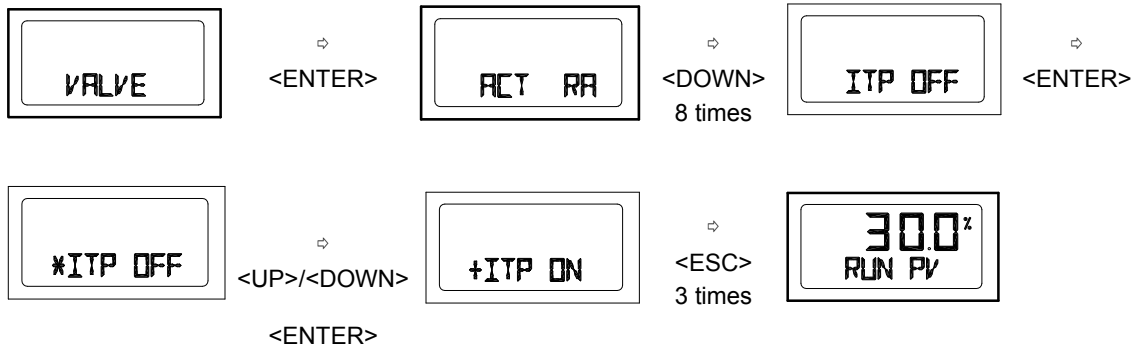 VALVE
⇨
<ENTER>
ACT RA
⇨
<DOWN>
8 times
ITP OFF
⇨
<ENTER>
*ITP OFF
⇨
<UP>/<DOWN>
<ENTER>
+ITP ON
⇨
<ESC>
3 times
30.0%
RUN PV